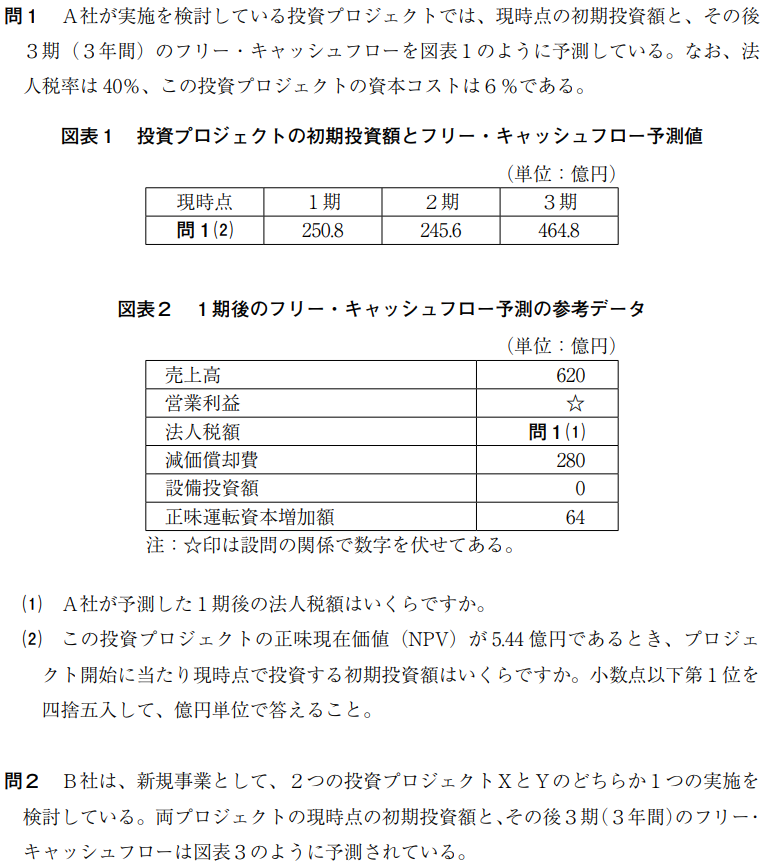 問1　A社が実施を検討している投資プロジェクトでは、現時点の初期投資額と、その後
3期（3年間）のフリー・キャッシュフローを図表1のように予測している。なお、法
人税率は 40%、この投資プロジェクトの資本コストは6％である。
図表1　投資プロジェクトの初期投資額とフリー・キャッシュフロー予測値
（単位：億円）
現時点　1期　2期　3期
問1⑵　250.8　245.6　464.8
図表2　1期後のフリー・キャッシュフロー予測の参考データ
（単位：億円）
売上高　620
営業利益　☆
法人税額　問1⑴
減価償却費　280
設備投資額　0
正味運転資本増加額　64
注：☆印は設問の関係で数字を伏せてある。
⑴　A社が予測した1期後の法人税額はいくらですか。
⑵　この投資プロジェクトの正味現在価値（NPV）が 5.44 億円であるとき、プロジェ
クト開始に当たり現時点で投資する初期投資額はいくらですか。小数点以下第1位を
四捨五入して、億円単位で答えること。
問2　B社は、新規事業として、2つの投資プロジェクトXとYのどちらか1つの実施を
検討している。両プロジェクトの現時点の初期投資額と、その後3期（3年間）のフリー・
キャッシュフローは図表3のように予測されている。